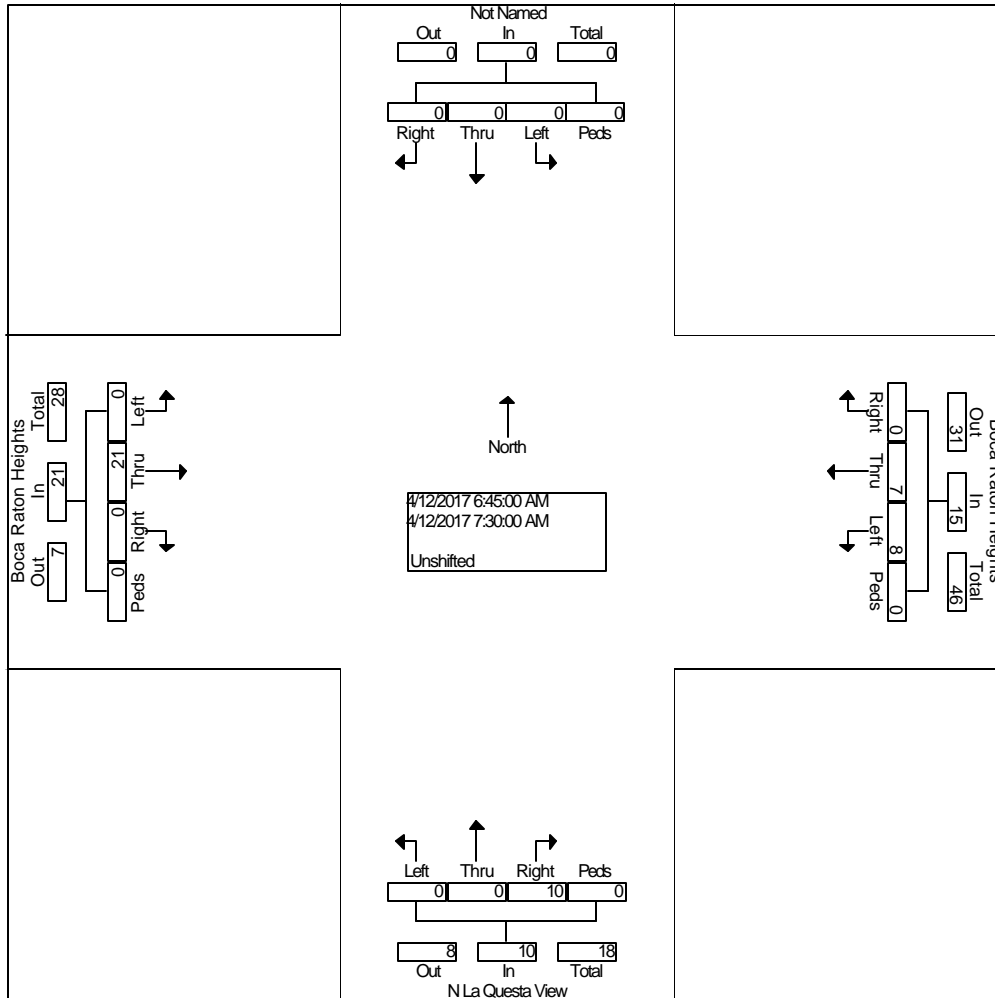 Not Named
Out In Total
0 0 0
0 0 0 0
Right Thru Left Peds
Boca Raton Heights
Total In Out
28 21 7
0 21 0 0
Left Thru Right Peds
North
4/12/2017 6:45:00 AM
4/12/2017 7:30:00 AM
Unshifted
Right Thru Left Peds
0 7 8 0
31 15 46
Out In Total
Boca Raton Heights
Left Thru Right Peds
0 0 10 0
8 10 18
Out In Total
N La Questa View